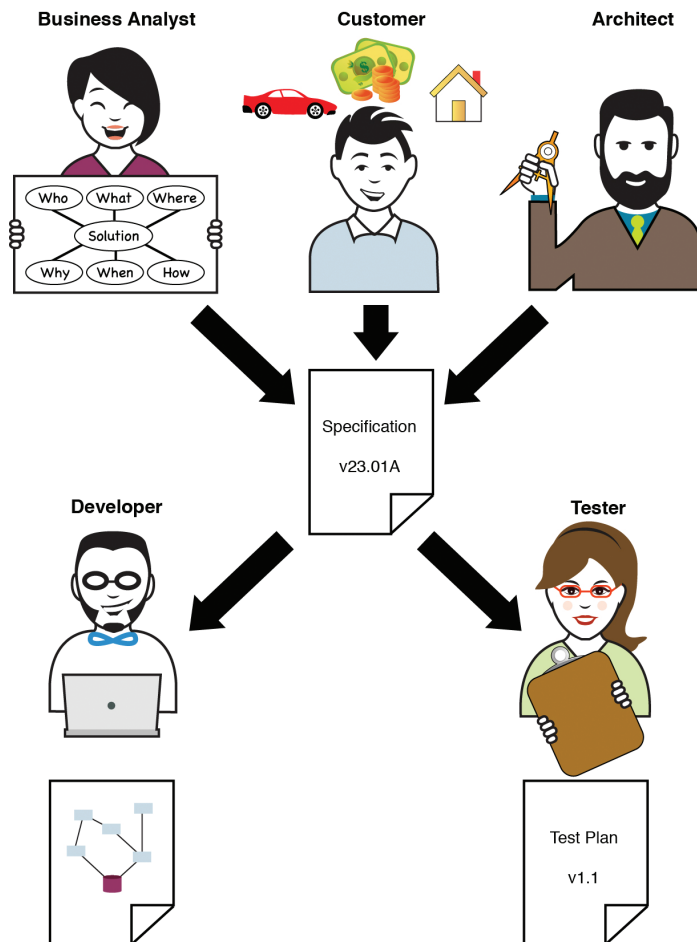 Business Analyst
Customer
Architect
Who
What
Where
Solution
Why
When
How
Specification
v23.01A
Developer
Tester
Test Plan
v1.1